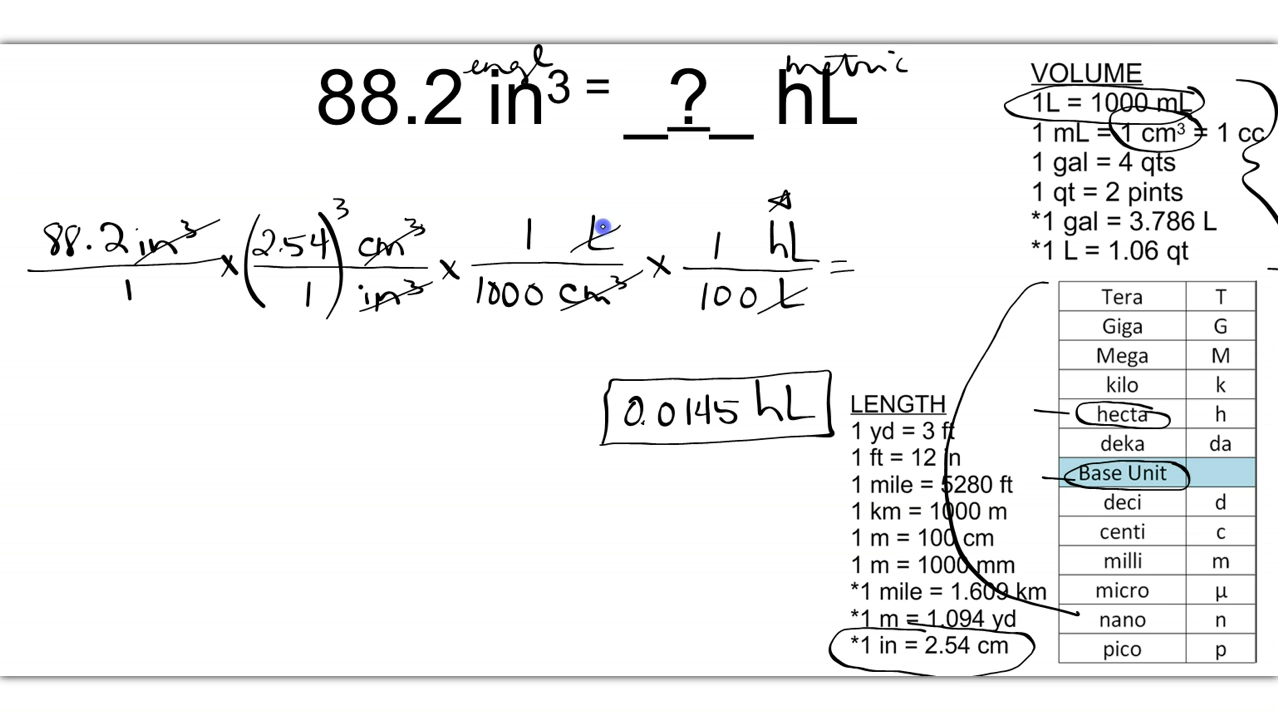 engl
metric
88.2 in³ = _?_ hL
88.2 in³ / 1 × (2.54 / 1)³ cm³ / in³ × 1 L / 1000 cm³ × 1 hL / 100 L =
0.0145 hL
VOLUME
1L = 1000 mL
1 mL = 1 cm³ = 1 cc
1 gal = 4 qts
1 qt = 2 pints
*1 gal = 3.786 L
*1 L = 1.06 qt
LENGTH
1 yd = 3 ft
1 ft = 12 in
1 mile = 5280 ft
1 km = 1000 m
1 m = 100 cm
1 m = 1000 mm
*1 mile = 1.609 km
*1 m = 1.094 yd
*1 in = 2.54 cm
Tera T
Giga G
Mega M
kilo k
hecta h
deka da
Base Unit
deci d
centi c
milli m
micro μ
nano n
pico p